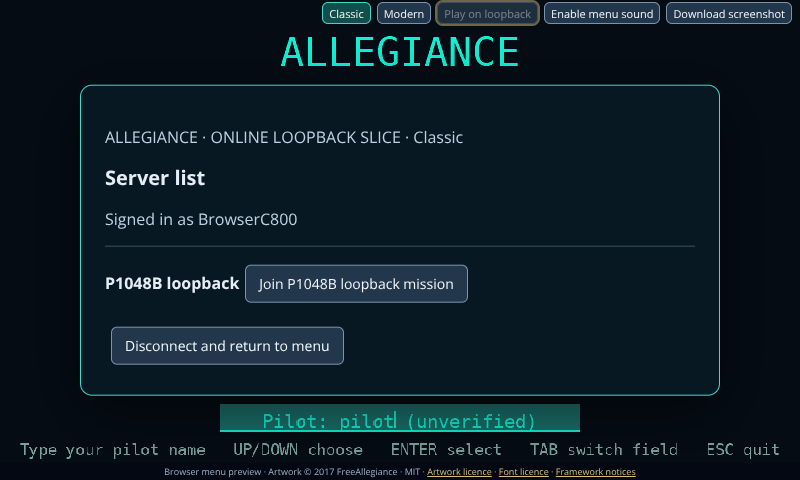 Classic Modern Play on loopback Enable menu sound Download screenshot
ALLEGIANCE
ALLEGIANCE · ONLINE LOOPBACK SLICE · Classic
Server list
Signed in as BrowserC800
P1048B loopback Join P1048B loopback mission
Disconnect and return to menu
Pilot: pilot (unverified)
Type your pilot name UP/DOWN choose ENTER select TAB switch field ESC quit
Browser menu preview · Artwork © 2017 FreeAllegiance · MIT · Artwork licence · Font licence · Framework notices